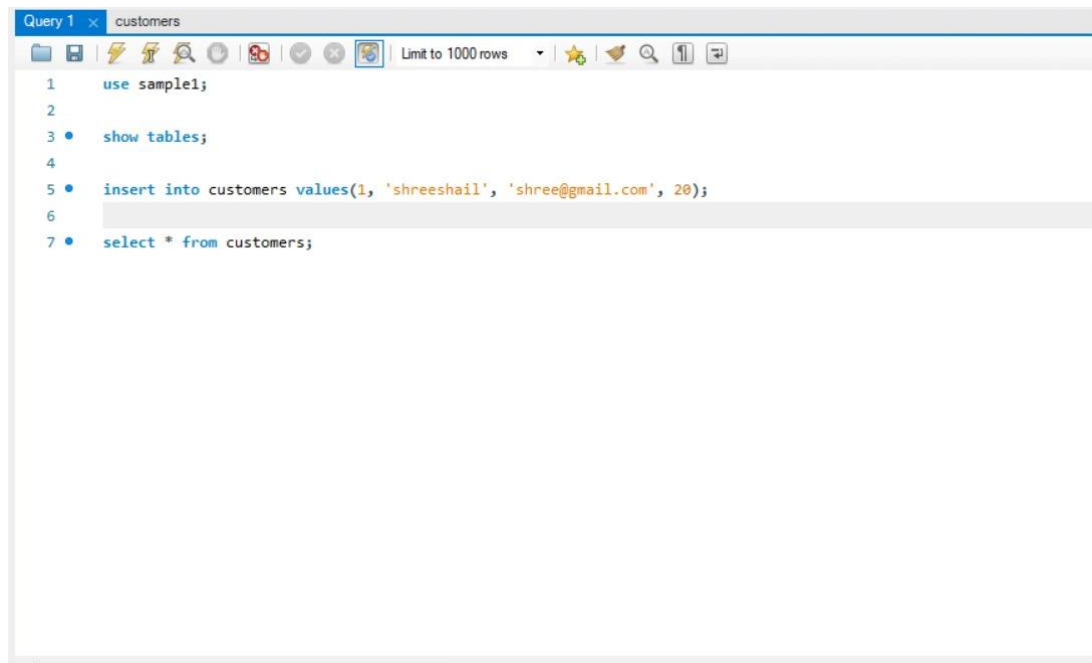 Query 1 customers
Limit to 1000 rows
1 use sample1;
2
3 show tables;
4
5 insert into customers values(1, 'shreeshail', 'shree@gmail.com', 20);
6
7 select * from customers;